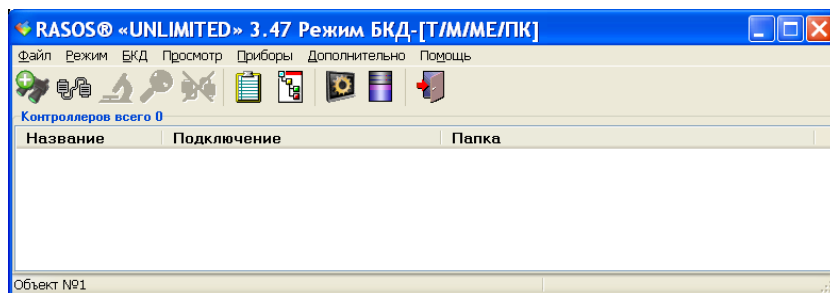 RASOS® «UNLIMITED» 3.47 Режим БКД-[Т/М/МЕ/ПК]
Файл Режим БКД Просмотр Приборы Дополнительно Помощь
Контроллеров всего 0
Название Подключение Папка
Объект №1